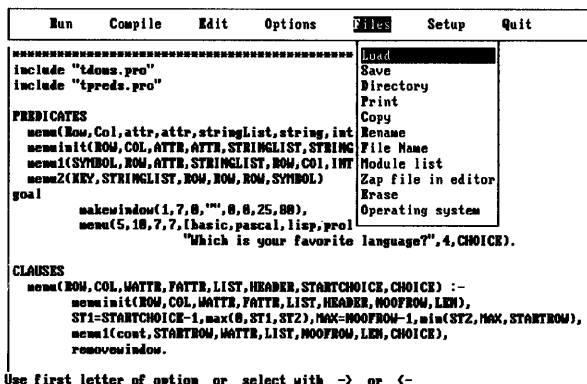 Run Compile Edit Options Files Setup Quit
Load
Save
Directory
Print
Copy
Rename
File Name
Module list
Zap file in editor
Erase
Operating system
include "tdoms.pro"
include "tpreds.pro"
PREDICATES
menu(Row,Col,attr,attr,stringList,string,int
menuinit(ROW,COL,ATTR,ATTR,STRINGLIST,STRING
menu1(SYMBOL,ROW,ATTR,STRINGLIST,ROW,COl,INT
menu2(KEY,STRINGLIST,ROW,ROW,ROW,SYMBOL)
goal
makewindow(1,7,0,"",0,0,25,80),
menu(5,10,7,7,[basic,pascal,lisp,prol
"Which is your favorite language?",4,CHOICE).
CLAUSES
menu(ROW,COL,WATTR,FATTR,LIST,HEADER,STARTCHOICE,CHOICE) :-
menuinit(ROW,COL,WATTR,FATTR,LIST,HEADER,NOOFROW,LEN),
ST1=STARTCHOICE-1,max(0,ST1,ST2),MAX=NOOFROW-1,min(ST2,MAX,STARTROW),
menu1(cont,STARTROW,WATTR,LIST,NOOFROW,LEN,CHOICE),
removewindow.
Use first letter of option or select with -> or <-